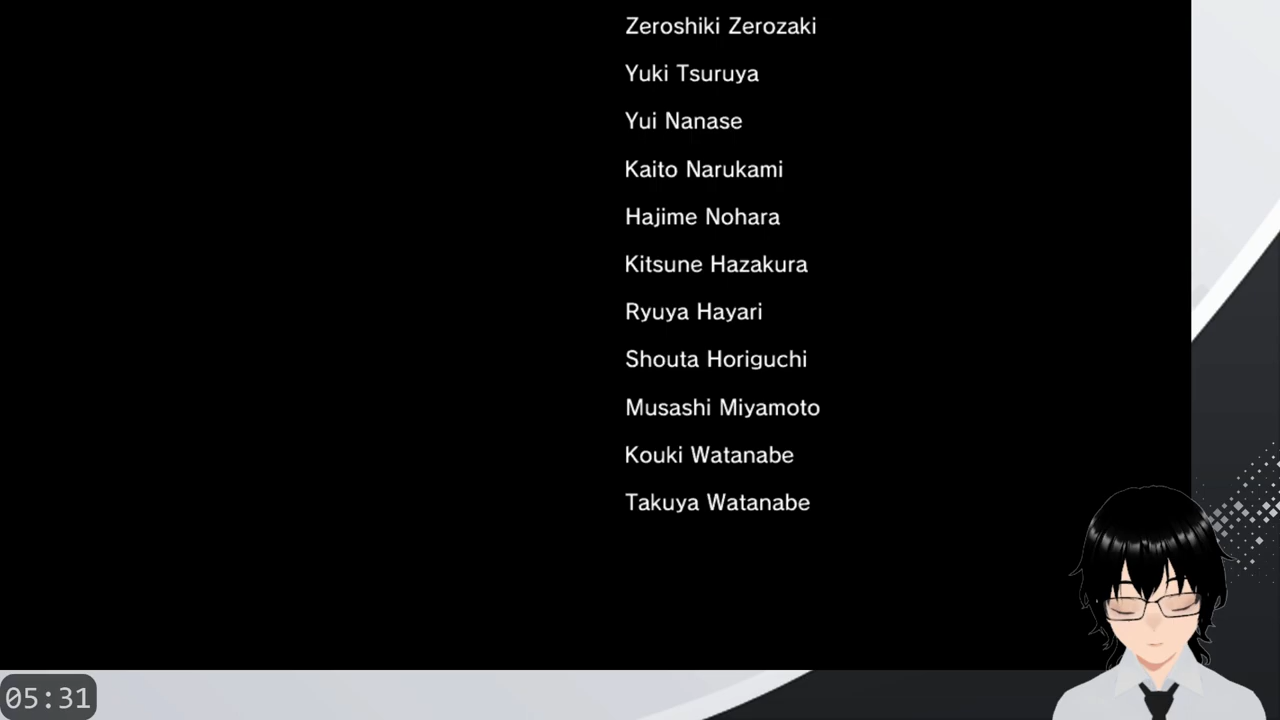 Zeroshiki Zerozaki
Yuki Tsuruya
Yui Nanase
Kaito Narukami
Hajime Nohara
Kitsune Hazakura
Ryuya Hayari
Shouta Horiguchi
Musashi Miyamoto
Kouki Watanabe
Takuya Watanabe
05:31